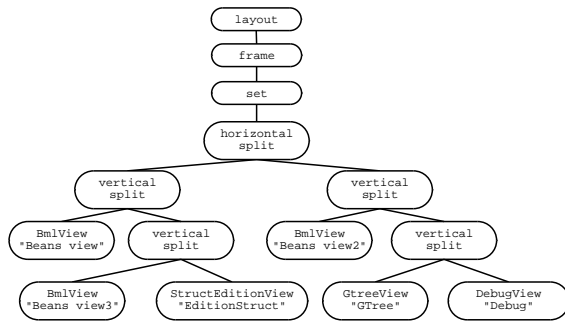 layout
frame
set
horizontal
split
vertical
split
vertical
split
BmlView
"Beans view"
vertical
split
BmlView
"Beans view2"
vertical
split
BmlView
"Beans view3"
StructEditionView
"EditionStruct"
GtreeView
"GTree"
DebugView
"Debug"